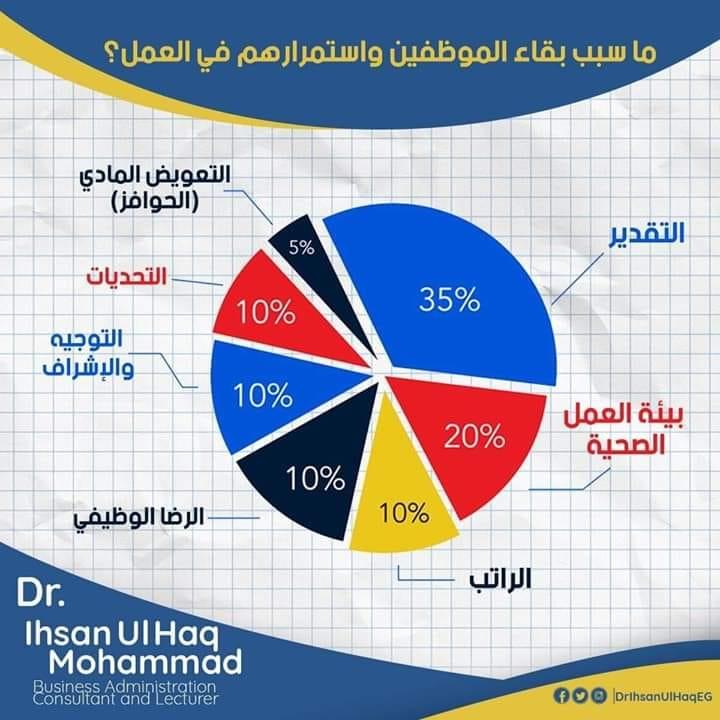 ما سبب بقاء الموظفين واستمرارهم في العمل؟
التعويض المادي
(الحوافز)
5%
التقدير
35%
التحديات
10%
التوجيه
والإشراف
10%
بيئة العمل
الصحية
20%
10%
الرضا الوظيفي
10%
الراتب
Dr.
Ihsan Ul Haq
Mohammad
Business Administration
Consultant and Lecturer
DrIhsanUlHaqEG